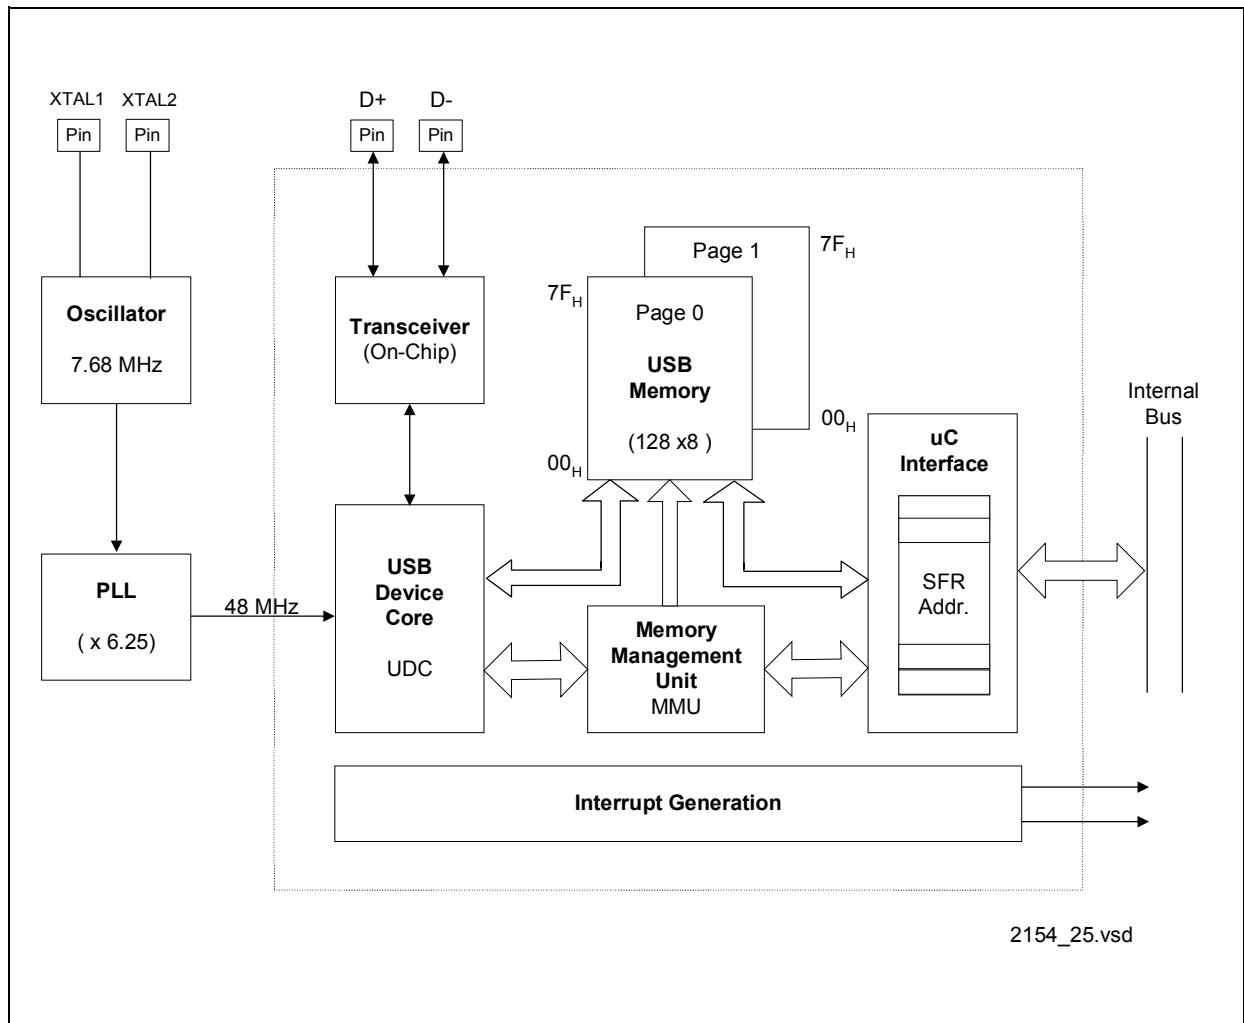 XTAL1 XTAL2
Pin Pin
D+ D-
Pin Pin
Oscillator
7.68 MHz
PLL
( x 6.25)
48 MHz
Transceiver
(On-Chip)
USB
Device
Core
UDC
Page 1
7FH
00H
7FH
Page 0
USB
Memory
(128 x8 )
00H
Memory
Management
Unit
MMU
uC
Interface
SFR
Addr.
Internal
Bus
Interrupt Generation
2154_25.vsd